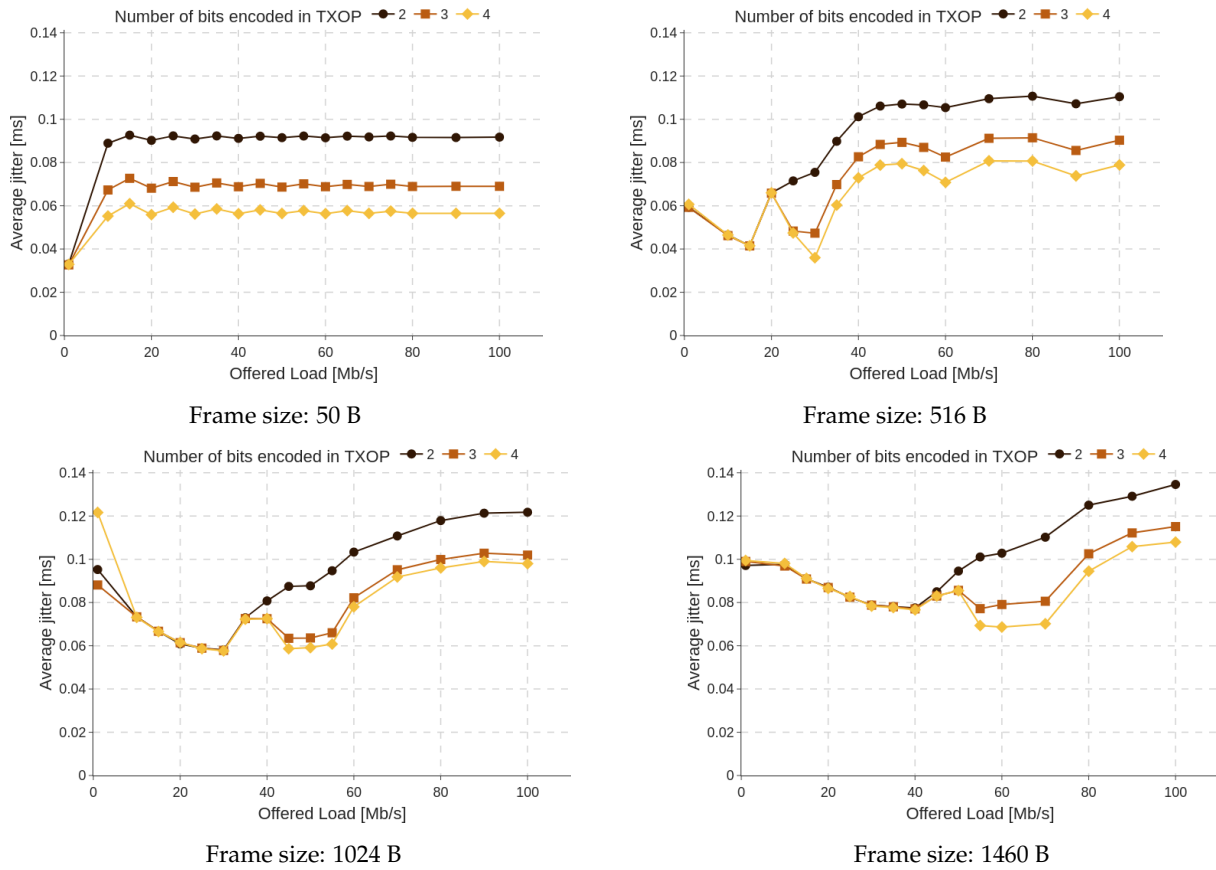 Number of bits encoded in TXOP 2 3 4
0.14
0.12
0.1
0.08
0.06
0.04
0.02
0
Average jitter [ms]
0 20 40 60 80 100
Offered Load [Mb/s]
Frame size: 50 B
Number of bits encoded in TXOP 2 3 4
0.14
0.12
0.1
0.08
0.06
0.04
0.02
0
Average jitter [ms]
0 20 40 60 80 100
Offered Load [Mb/s]
Frame size: 516 B
Number of bits encoded in TXOP 2 3 4
0.14
0.12
0.1
0.08
0.06
0.04
0.02
0
Average jitter [ms]
0 20 40 60 80 100
Offered Load [Mb/s]
Frame size: 1024 B
Number of bits encoded in TXOP 2 3 4
0.14
0.12
0.1
0.08
0.06
0.04
0.02
0
Average jitter [ms]
0 20 40 60 80 100
Offered Load [Mb/s]
Frame size: 1460 B